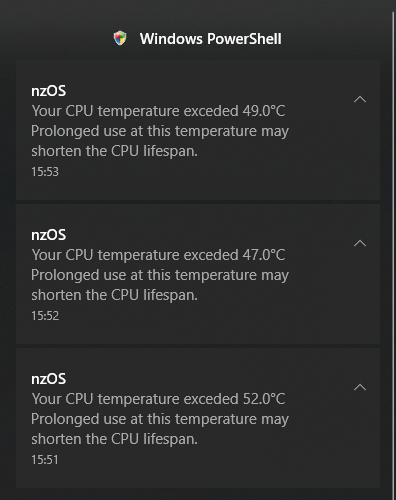 Windows PowerShell
nzOS
Your CPU temperature exceded 49.0°C
Prolonged use at this temperature may
shorten the CPU lifespan.
15:53
nzOS
Your CPU temperature exceded 47.0°C
Prolonged use at this temperature may
shorten the CPU lifespan.
15:52
nzOS
Your CPU temperature exceded 52.0°C
Prolonged use at this temperature may
shorten the CPU lifespan.
15:51